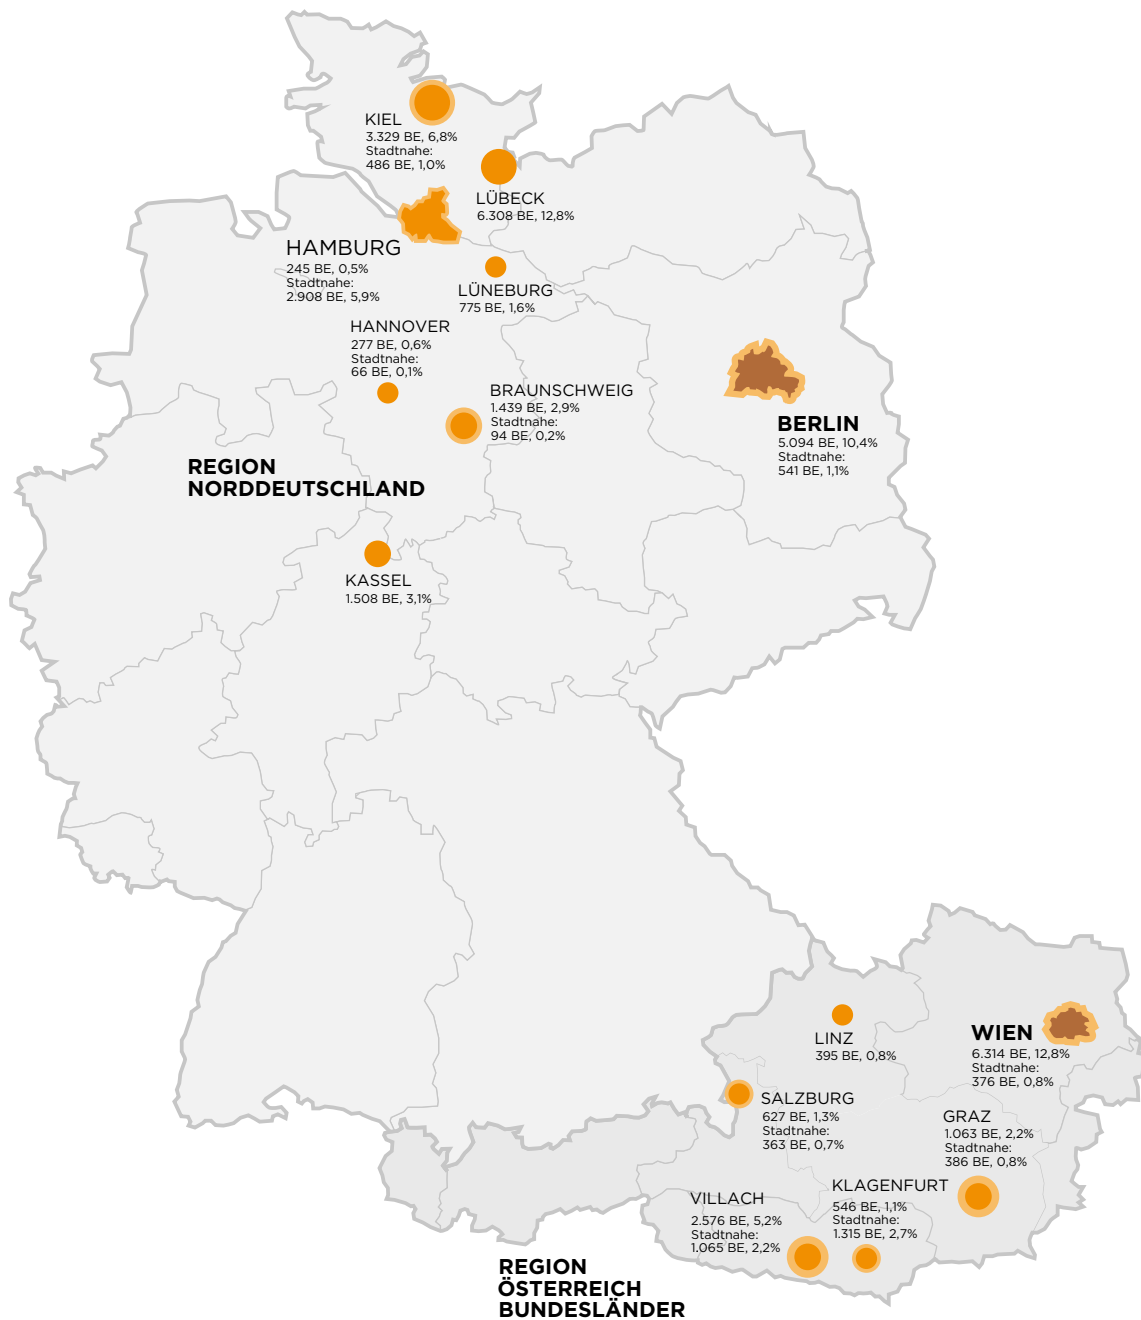 KIEL
3.329 BE, 6,8%
Stadtnahe:
486 BE, 1,0%
LÜBECK
6.308 BE, 12,8%
HAMBURG
245 BE, 0,5%
Stadtnahe:
2.908 BE, 5,9%
LÜNEBURG
775 BE, 1,6%
HANNOVER
277 BE, 0,6%
Stadtnahe:
66 BE, 0,1%
BRAUNSCHWEIG
1.439 BE, 2,9%
Stadtnahe:
94 BE, 0,2%
BERLIN
5.094 BE, 10,4%
Stadtnahe:
541 BE, 1,1%
REGION
NORDDEUTSCHLAND
KASSEL
1.508 BE, 3,1%
LINZ
395 BE, 0,8%
WIEN
6.314 BE, 12,8%
Stadtnahe:
376 BE, 0,8%
SALZBURG
627 BE, 1,3%
Stadtnahe:
363 BE, 0,7%
GRAZ
1.063 BE, 2,2%
Stadtnahe:
386 BE, 0,8%
VILLACH
2.576 BE, 5,2%
Stadtnahe:
1.065 BE, 2,2%
KLAGENFURT
546 BE, 1,1%
Stadtnahe:
1.315 BE, 2,7%
REGION
ÖSTERREICH
BUNDESLÄNDER